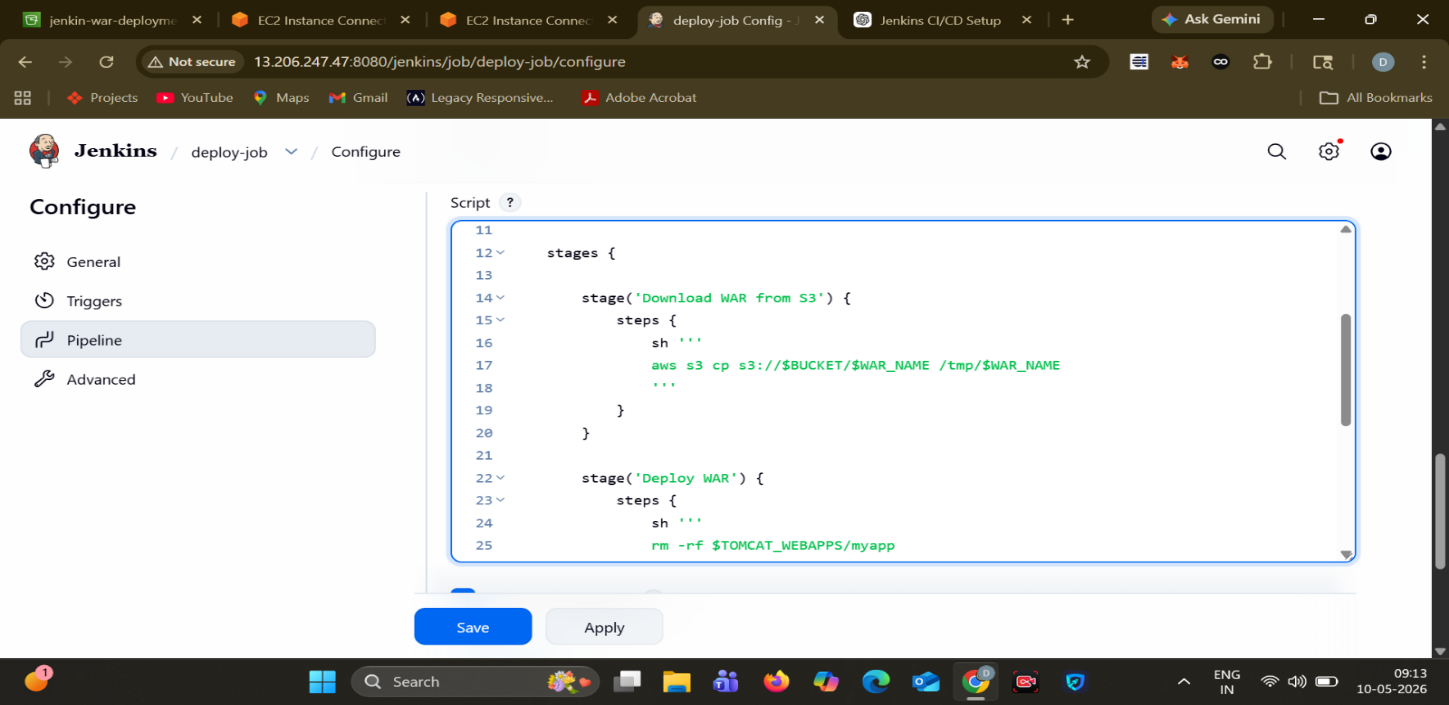 jenkin-war-deployme
EC2 Instance Connect
EC2 Instance Connec
deploy-job Config - J
Jenkins CI/CD Setup
Ask Gemini
Not secure
13.206.247.47:8080/jenkins/job/deploy-job/configure
D
Projects
YouTube
Maps
Gmail
Legacy Responsive...
Adobe Acrobat
All Bookmarks
Jenkins / deploy-job / Configure
Configure
General
Triggers
Pipeline
Advanced
Script ?
11
12 stages {
13
14 stage('Download WAR from S3') {
15 steps {
16 sh '''
17 aws s3 cp s3://$BUCKET/$WAR_NAME /tmp/$WAR_NAME
18 '''
19 }
20 }
21
22 stage('Deploy WAR') {
23 steps {
24 sh '''
25 rm -rf $TOMCAT_WEBAPPS/myapp
Save
Apply
1
Search
D
ENG
IN
09:13
10-05-2026